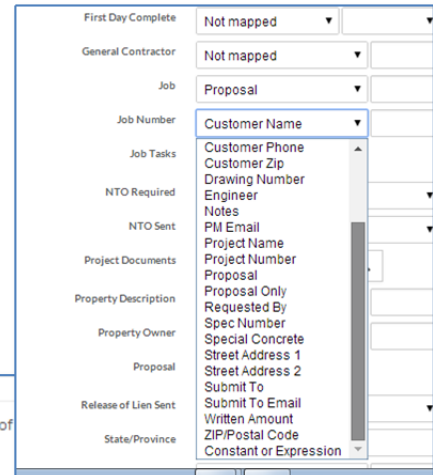 First Day Complete Not mapped
General Contractor Not mapped
Job Proposal
Job Number Customer Name
Job Tasks
NTO Required
NTO Sent
Project Documents
Property Description
Property Owner
Proposal
Release of Lien Sent
State/Province
Customer Phone
Customer Zip
Drawing Number
Engineer
Notes
PM Email
Project Name
Project Number
Proposal
Proposal Only
Requested By
Spec Number
Special Concrete
Street Address 1
Street Address 2
Submit To
Submit To Email
Written Amount
ZIP/Postal Code
Constant or Expression
of